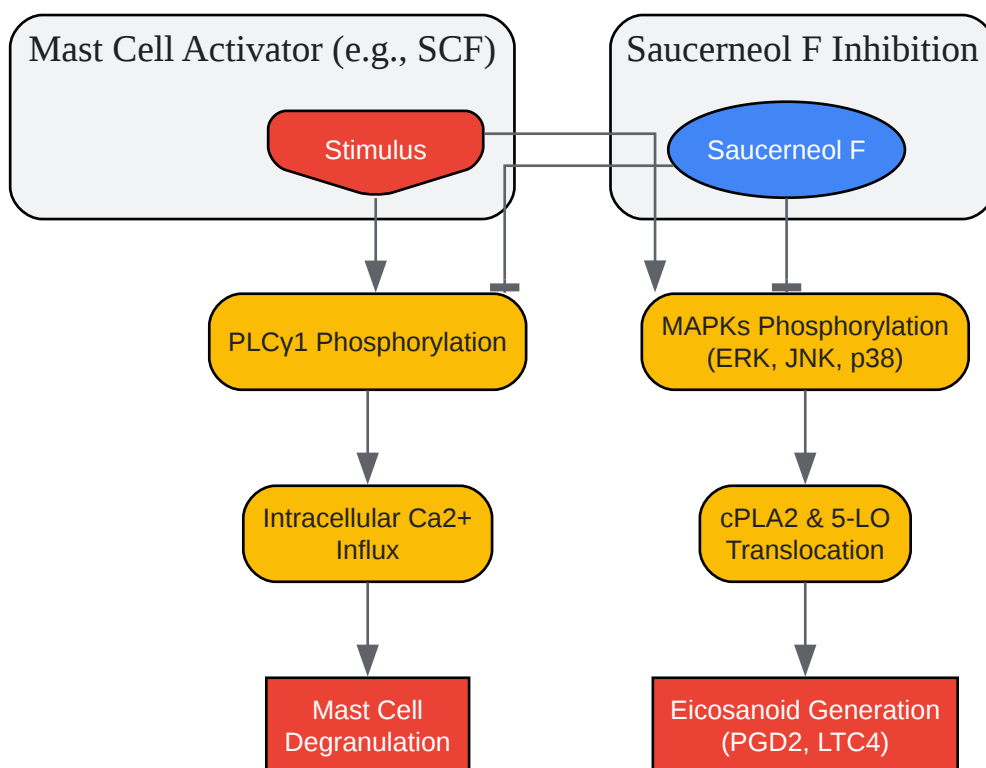 Mast Cell Activator (e.g., SCF)
Saucerneol F Inhibition
Stimulus
Saucerneol F
PLCγ1 Phosphorylation
MAPKs Phosphorylation
(ERK, JNK, p38)
Intracellular Ca2+
Influx
cPLA2 & 5-LO
Translocation
Mast Cell
Degranulation
Eicosanoid Generation
(PGD2, LTC4)